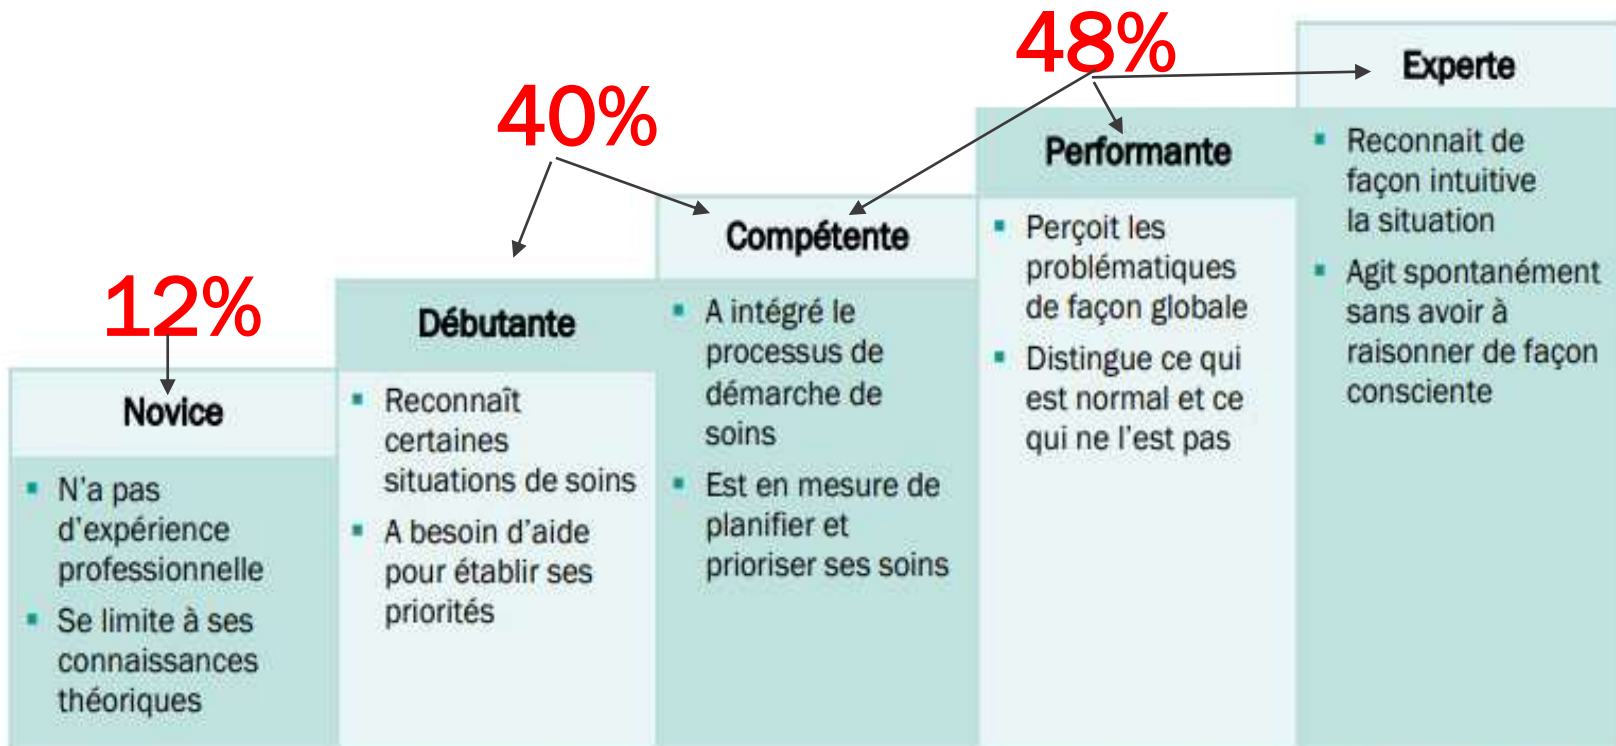 12%
Novice
▪ N'a pas
d'expérience
professionnelle
▪ Se limite à ses
connaissances
théoriques
40%
Débutante
▪ Reconnaît
certaines
situations de soins
▪ A besoin d'aide
pour établir ses
priorités
Compétente
▪ A intégré le
processus de
démarche de
soins
▪ Est en mesure de
planifier et
prioriser ses soins
48%
Performante
▪ Perçoit les
problématiques
de façon globale
▪ Distingue ce qui
est normal et ce
qui ne l'est pas
Experte
▪ Reconnait de
façon intuitive
la situation
▪ Agit spontanément
sans avoir à
raisonner de façon
consciente